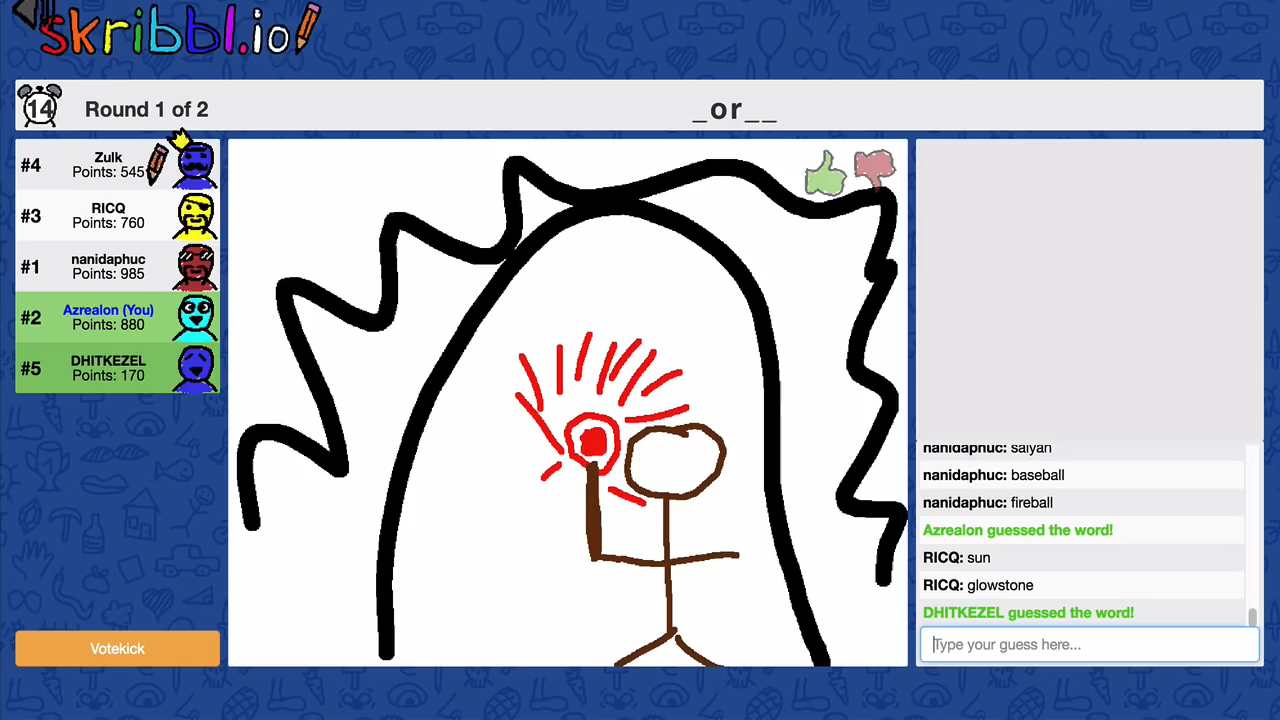 skribbl.io
14
Round 1 of 2
_or__
#4
Zulk
Points: 545
#3
RICQ
Points: 760
#1
nanidaphuc
Points: 985
#2
Azrealon (You)
Points: 880
#5
DHITKEZEL
Points: 170
nanidaphuc: saiyan
nanidaphuc: baseball
nanidaphuc: fireball
Azrealon guessed the word!
RICQ: sun
RICQ: glowstone
DHITKEZEL guessed the word!
Type your guess here...
Votekick